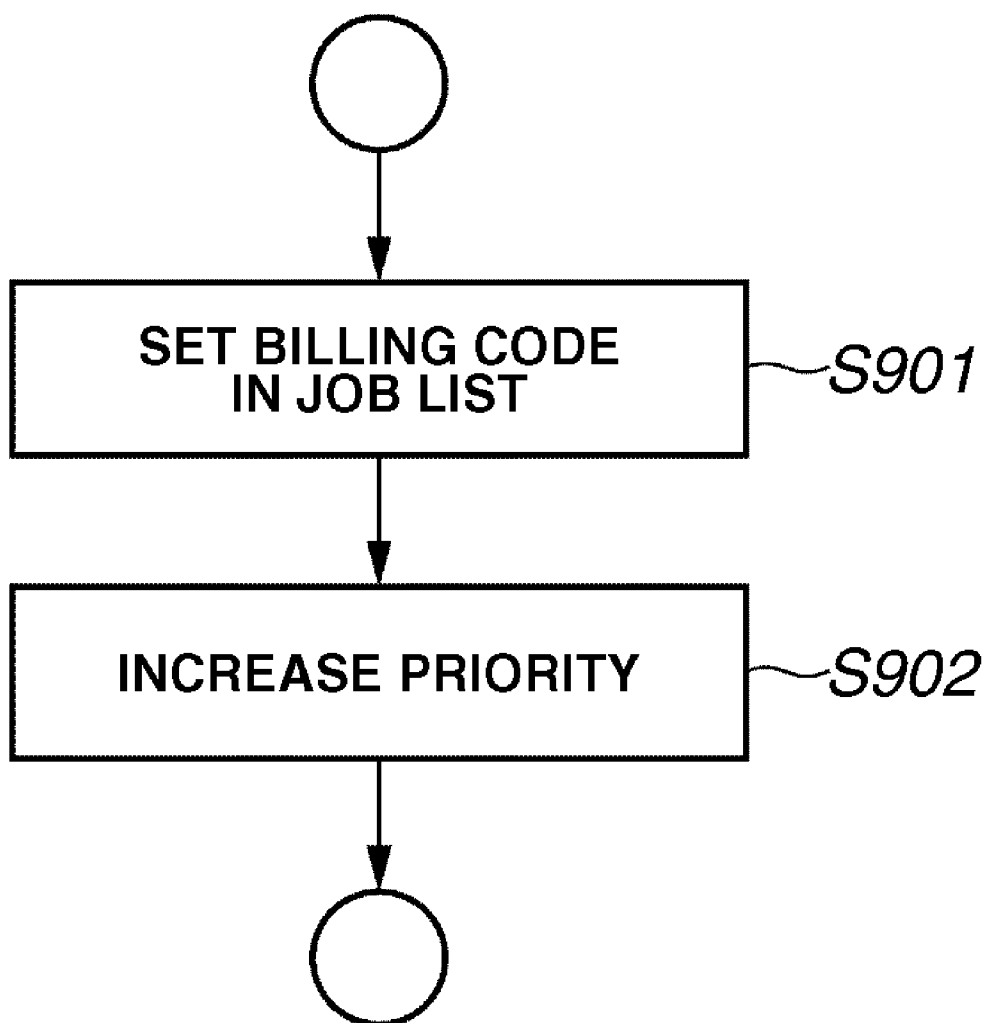 SET BILLING CODE
IN JOB LIST
S901
INCREASE PRIORITY
S902